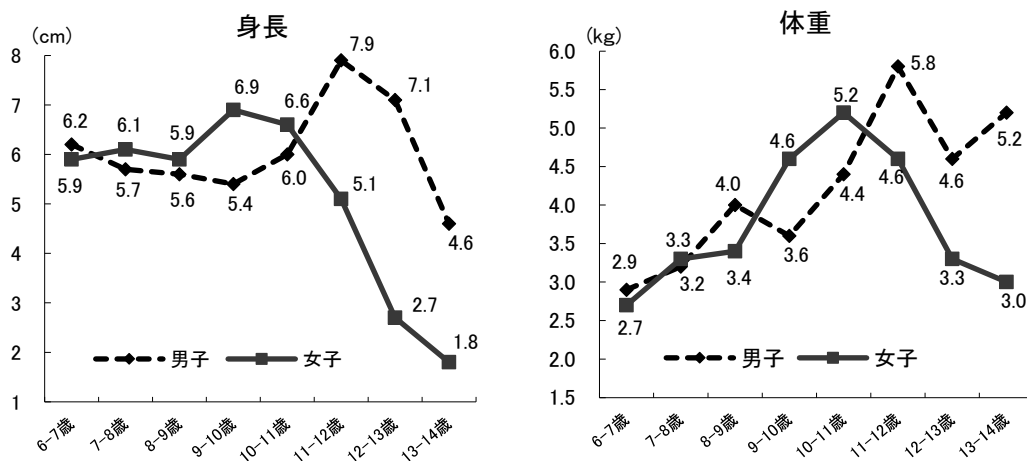 身長
(cm)
8
7
6
5
4
3
2
1
6.2
5.7
5.6
5.4
6.0
7.9
7.1
4.6
5.9
6.1
5.9
6.9
6.6
5.1
2.7
1.8
男子
女子
6-7歳
7-8歳
8-9歳
9-10歳
10-11歳
11-12歳
12-13歳
13-14歳
体重
(kg)
6.0
5.5
5.0
4.5
4.0
3.5
3.0
2.5
2.0
1.5
2.9
3.2
4.0
3.6
4.4
5.8
4.6
5.2
2.7
3.3
3.4
4.6
5.2
4.6
3.3
3.0
男子
女子
6-7歳
7-8歳
8-9歳
9-10歳
10-11歳
11-12歳
12-13歳
13-14歳